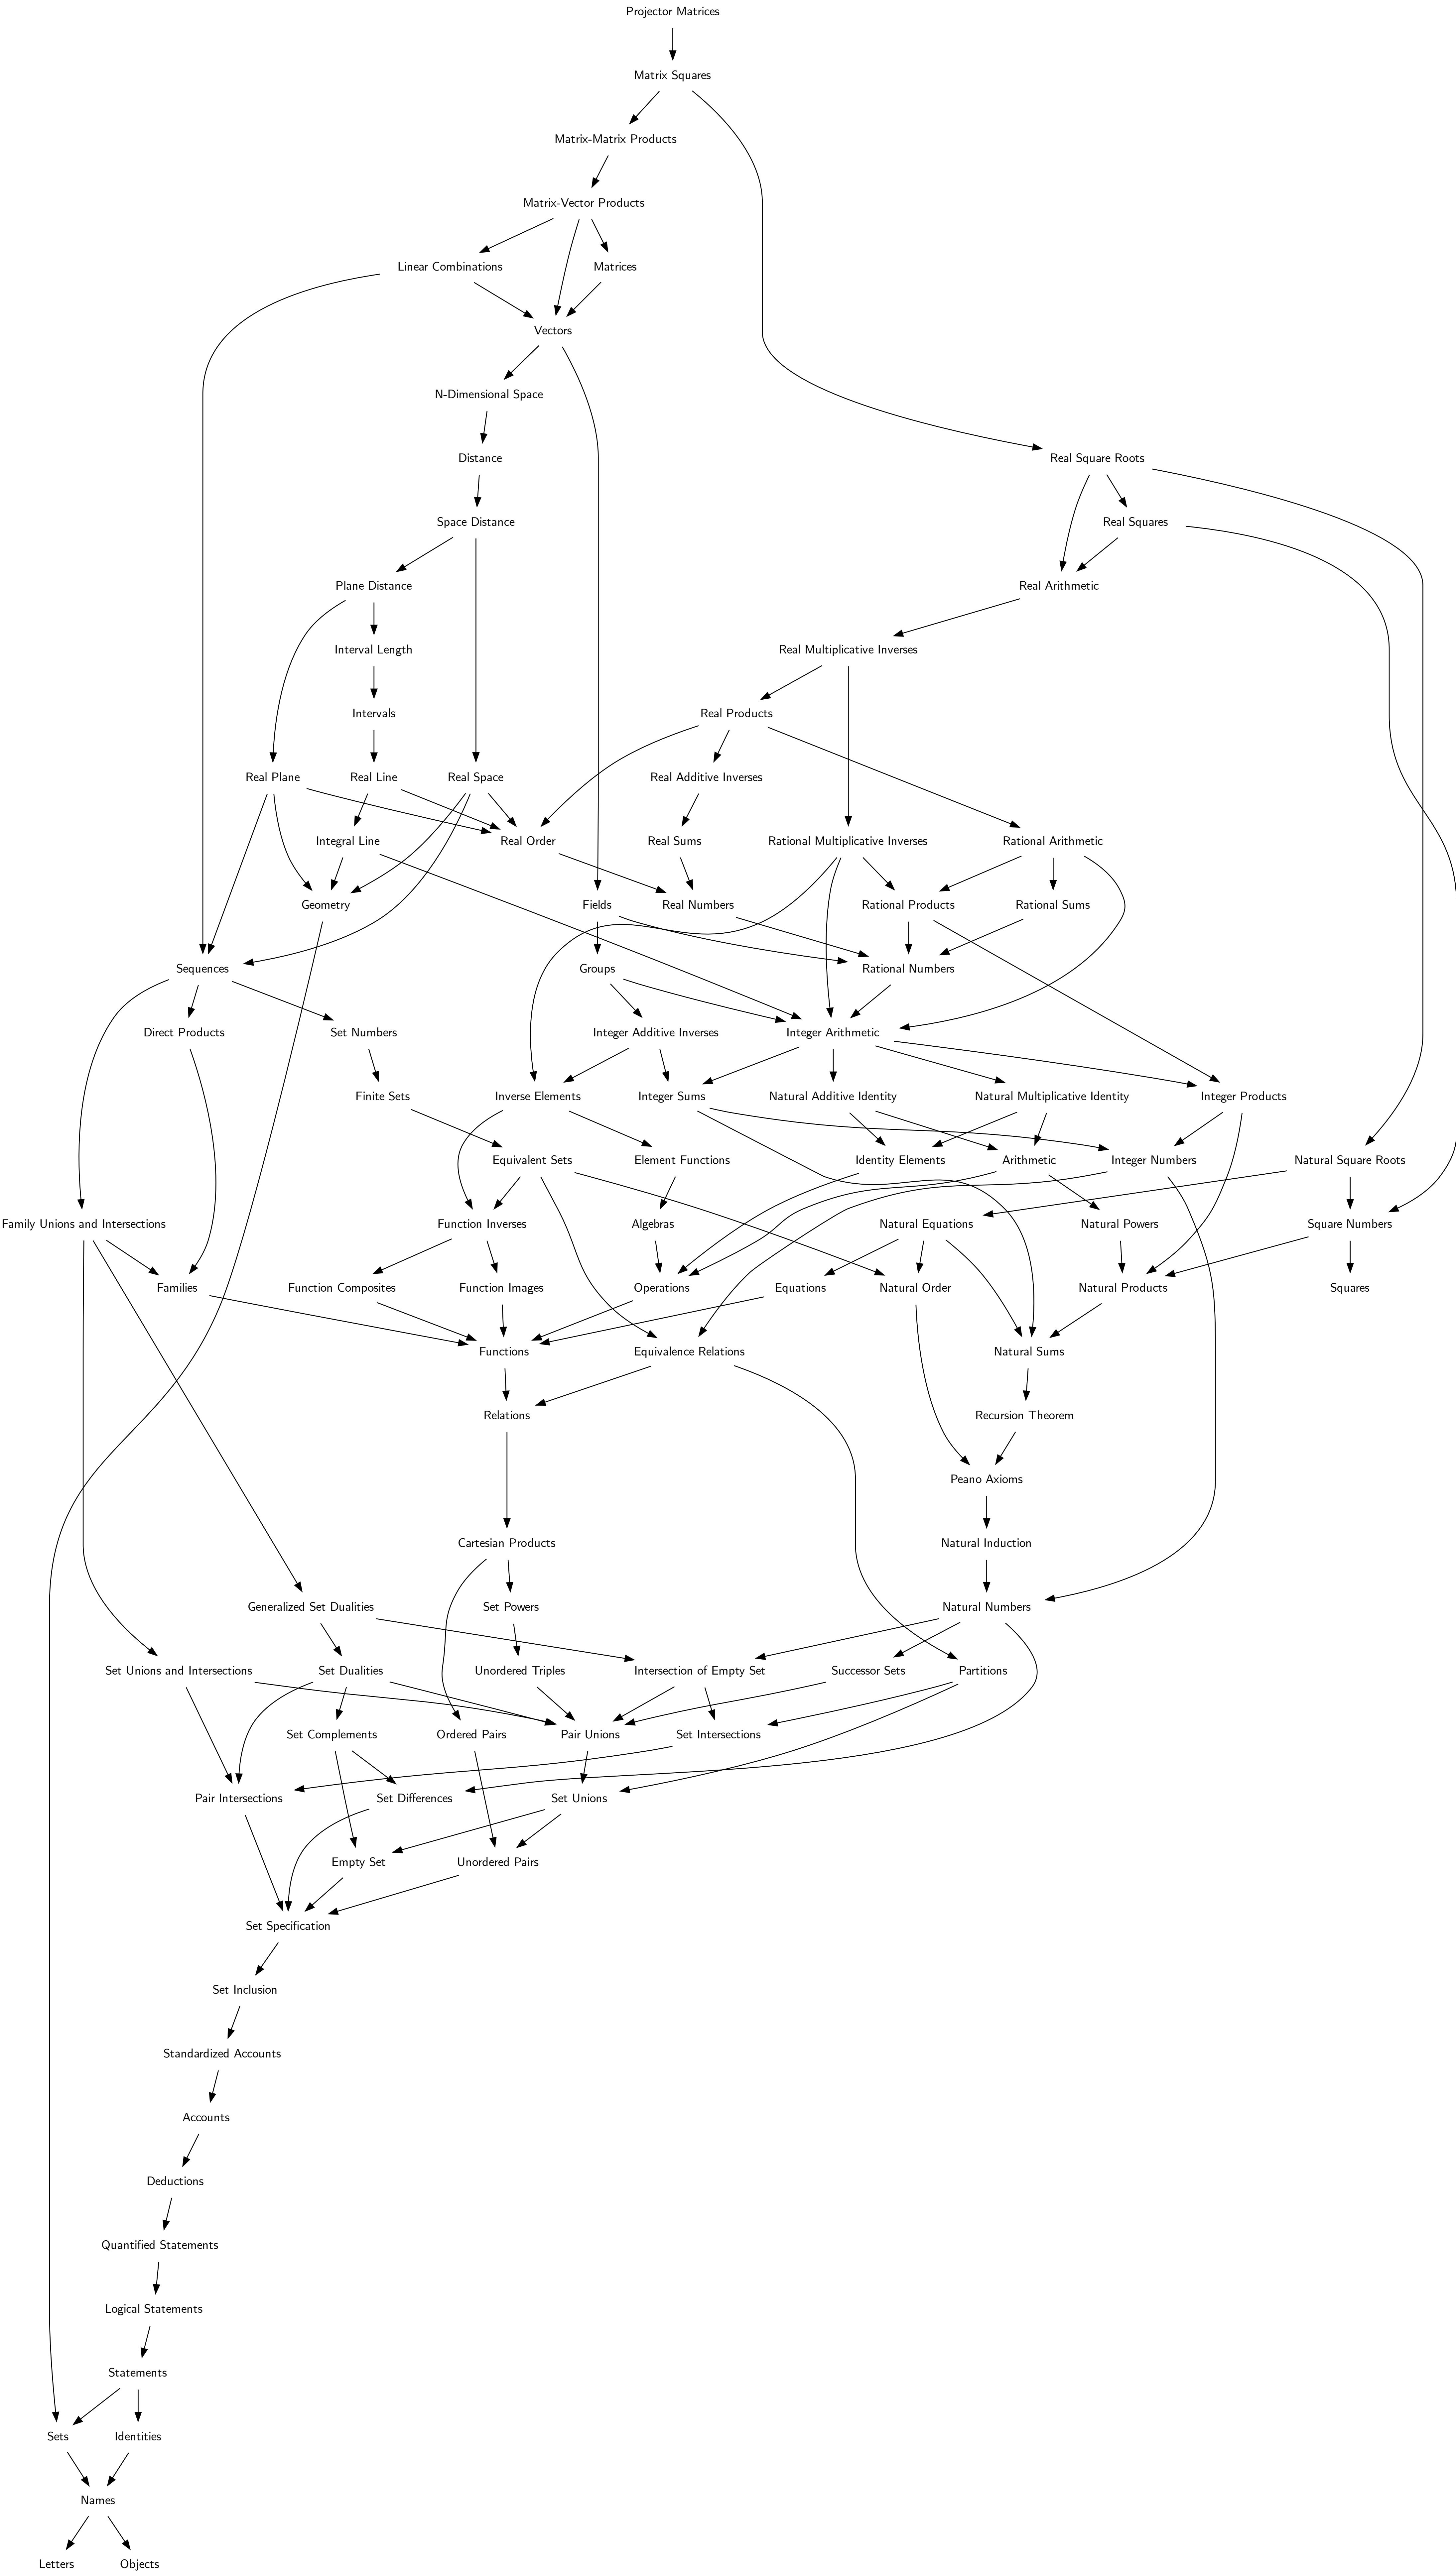 Projector Matrices
Matrix Squares
Matrix-Matrix Products
Matrix-Vector Products
Linear Combinations
Matrices
Vectors
N-Dimensional Space
Distance
Real Square Roots
Space Distance
Real Squares
Plane Distance
Real Arithmetic
Interval Length
Real Multiplicative Inverses
Intervals
Real Products
Real Plane
Real Line
Real Space
Real Additive Inverses
Integral Line
Real Order
Real Sums
Rational Multiplicative Inverses
Rational Arithmetic
Geometry
Fields
Real Numbers
Rational Products
Rational Sums
Sequences
Groups
Rational Numbers
Direct Products
Set Numbers
Integer Additive Inverses
Integer Arithmetic
Finite Sets
Inverse Elements
Integer Sums
Natural Additive Identity
Natural Multiplicative Identity
Integer Products
Equivalent Sets
Element Functions
Identity Elements
Arithmetic
Integer Numbers
Natural Square Roots
Family Unions and Intersections
Function Inverses
Algebras
Natural Equations
Natural Powers
Square Numbers
Families
Function Composites
Function Images
Operations
Equations
Natural Order
Natural Products
Squares
Functions
Equivalence Relations
Natural Sums
Relations
Recursion Theorem
Peano Axioms
Cartesian Products
Natural Induction
Generalized Set Dualities
Set Powers
Natural Numbers
Set Unions and Intersections
Set Dualities
Unordered Triples
Intersection of Empty Set
Successor Sets
Partitions
Set Complements
Ordered Pairs
Pair Unions
Set Intersections
Pair Intersections
Set Differences
Set Unions
Empty Set
Unordered Pairs
Set Specification
Set Inclusion
Standardized Accounts
Accounts
Deductions
Quantified Statements
Logical Statements
Statements
Sets
Identities
Names
Letters
Objects